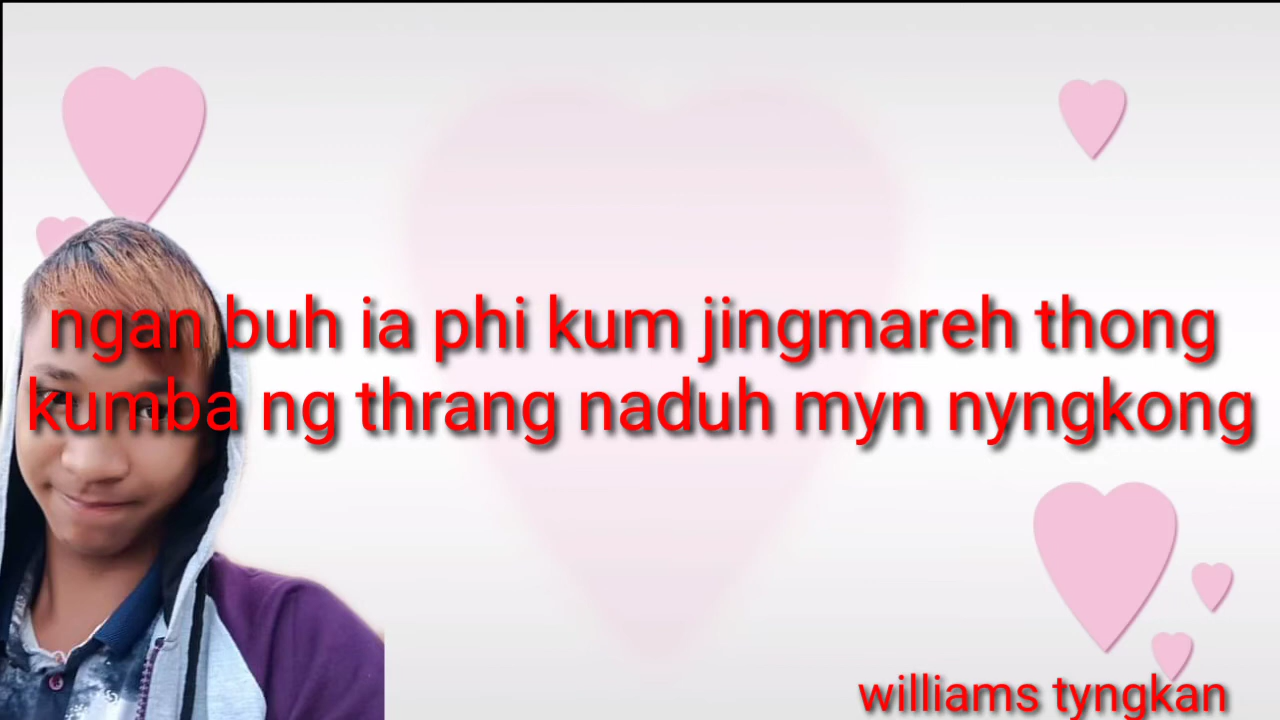 ngan buh ia phi kum jingmareh thong
kumba ng thrang naduh myn nyngkong
williams tyngkan